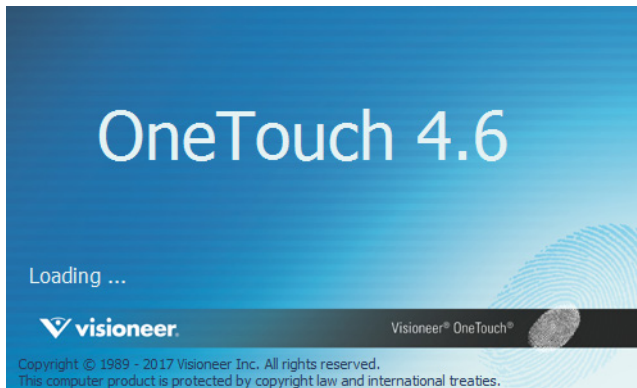 OneTouch 4.6
Loading ...
visioneer.
Visioneer® OneTouch®
Copyright © 1989 - 2017 Visioneer Inc. All rights reserved.
This computer product is protected by copyright law and international treaties.